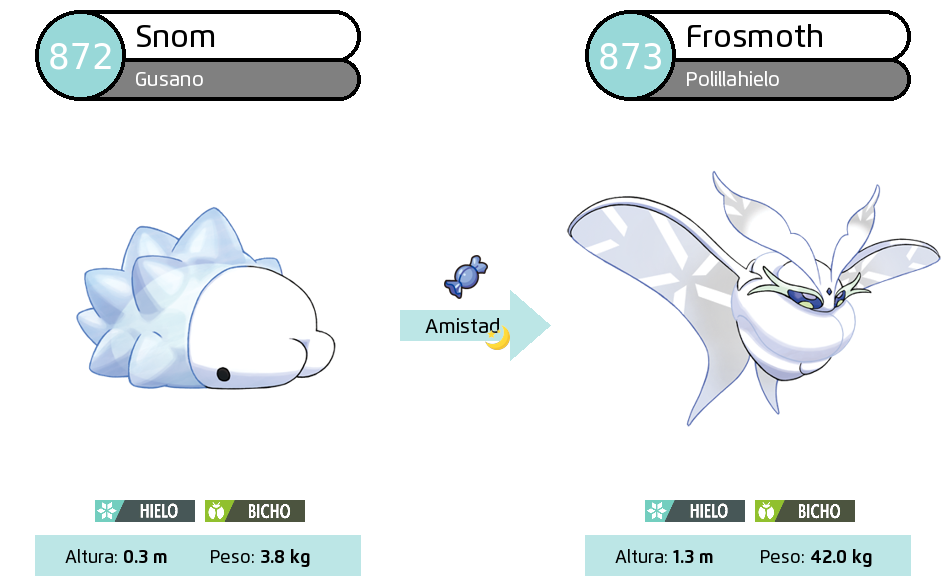 872 Snom
Gusano
873 Frosmoth
Polillahielo
Amistad
HIELO BICHO
Altura: 0.3 m Peso: 3.8 kg
HIELO BICHO
Altura: 1.3 m Peso: 42.0 kg